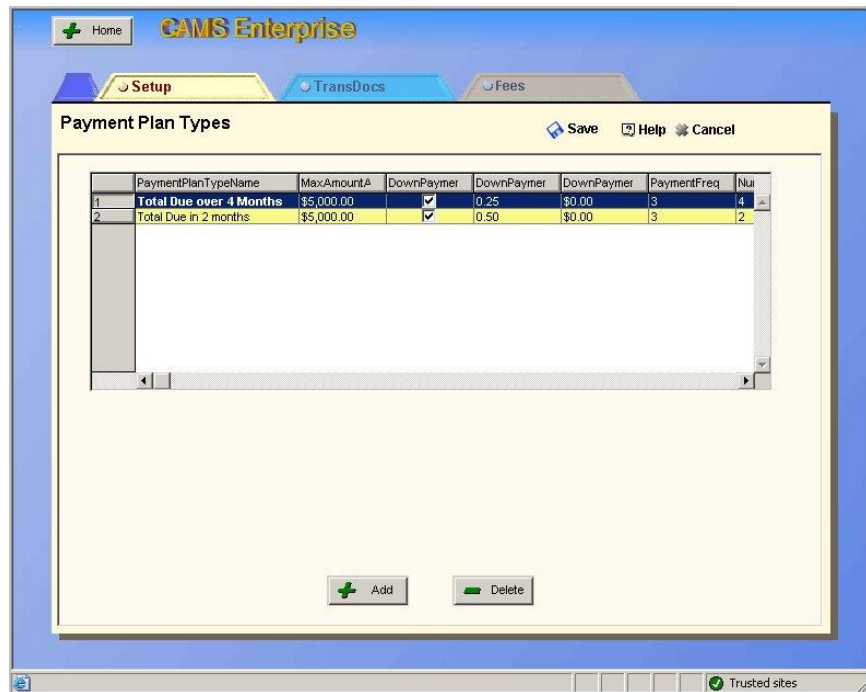 Home CAMS Enterprise
Setup TransDocs Fees
Payment Plan Types Save Help Cancel
PaymentPlanTypeName MaxAmountA DownPaymer DownPaymer DownPaymer PaymentFreq Nu
1 Total Due over 4 Months $5,000.00 0.25 $0.00 3 4
2 Total Due in 2 months $5,000.00 0.50 $0.00 3 2
Add Delete
Trusted sites